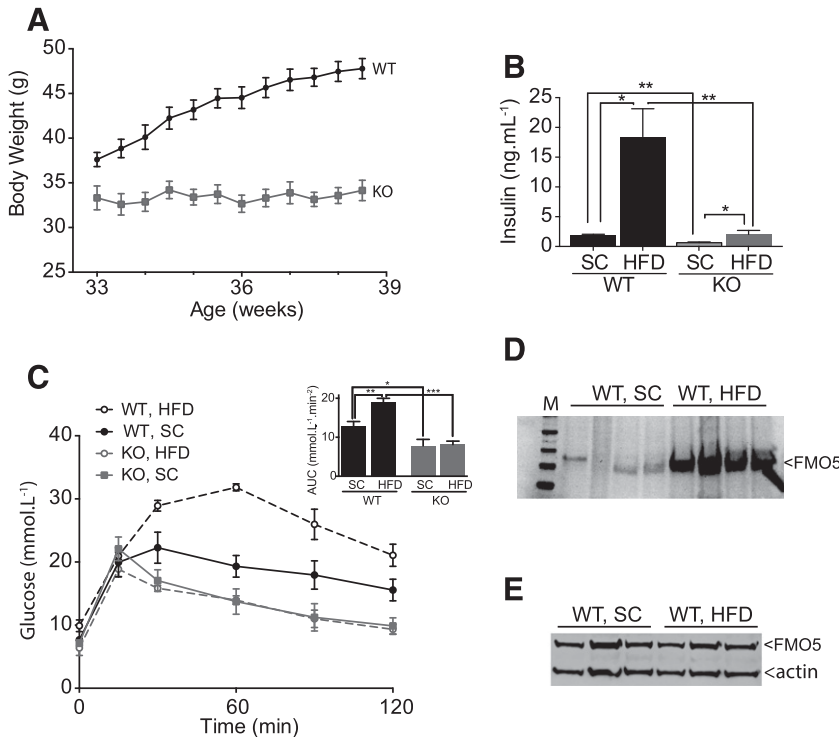 A
50
45
40
35
30
25
Body Weight (g)
WT
KO
33
36
39
Age (weeks)
B
25
20
15
10
5
0
Insulin (ng.mL-1)
**
*
**
*
SC HFD SC HFD
WT KO
C
WT, HFD
WT, SC
KO, HFD
KO, SC
40
30
20
10
0
Glucose (mmol.L-1)
0
60
120
Time (min)
20
10
0
AUC (mmol.L-1.min-2)
*
** ***
SC HFD SC HFD
WT KO
D
M WT, SC WT, HFD
<FMO5
E
WT, SC WT, HFD
<FMO5
<actin